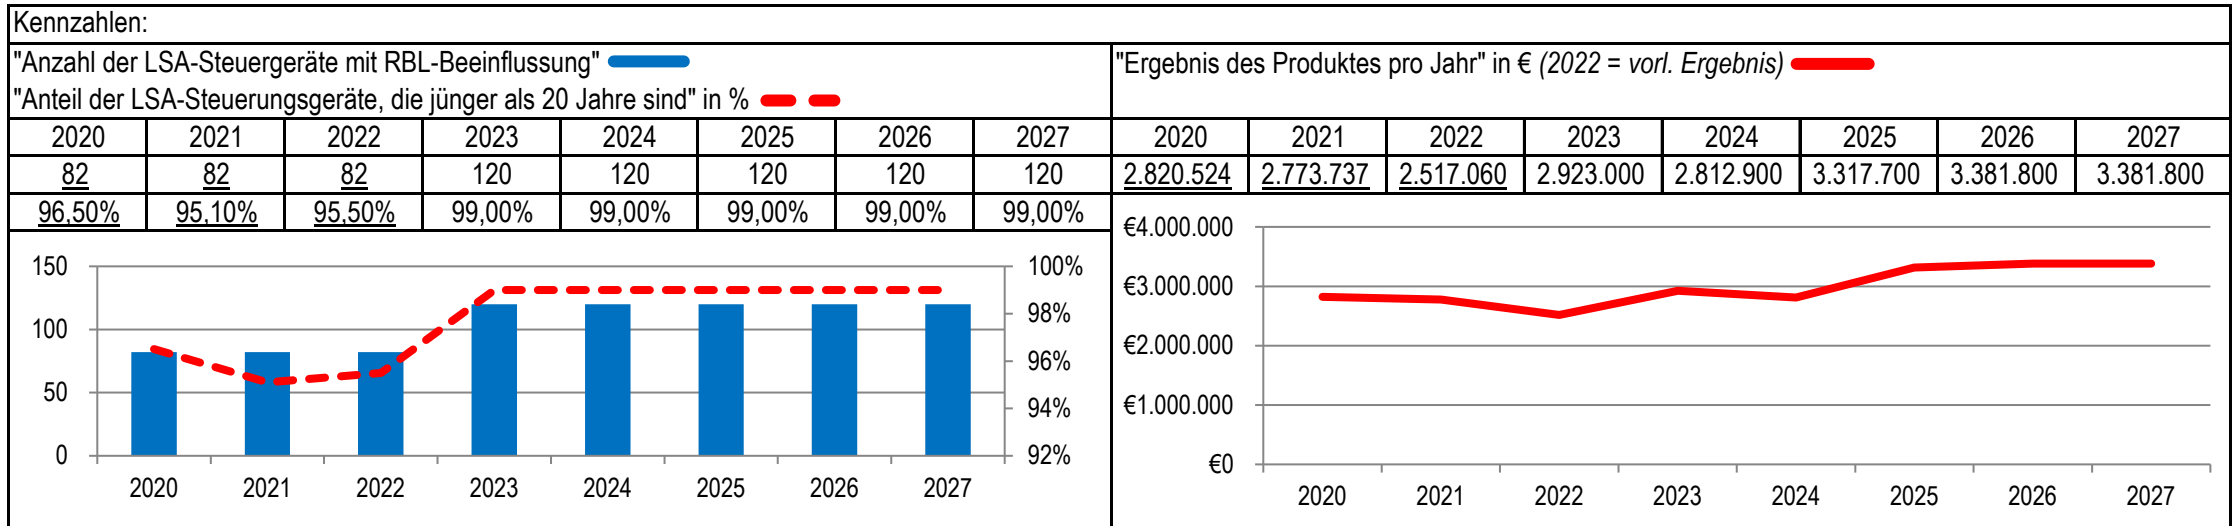 Kennzahlen:
"Anzahl der LSA-Steuergeräte mit RBL-Beeinflussung"
"Anteil der LSA-Steuerungsgeräte, die jünger als 20 Jahre sind" in %
2020 2021 2022 2023 2024 2025 2026 2027
82 82 82 120 120 120 120 120
96,50% 95,10% 95,50% 99,00% 99,00% 99,00% 99,00% 99,00%
150 100%
98%
100
96%
50
94%
0 92%
2020 2021 2022 2023 2024 2025 2026 2027
"Ergebnis des Produktes pro Jahr" in € (2022 = vorl. Ergebnis)
2020 2021 2022 2023 2024 2025 2026 2027
2.820.524 2.773.737 2.517.060 2.923.000 2.812.900 3.317.700 3.381.800 3.381.800
€4.000.000
€3.000.000
€2.000.000
€1.000.000
€0
2020 2021 2022 2023 2024 2025 2026 2027